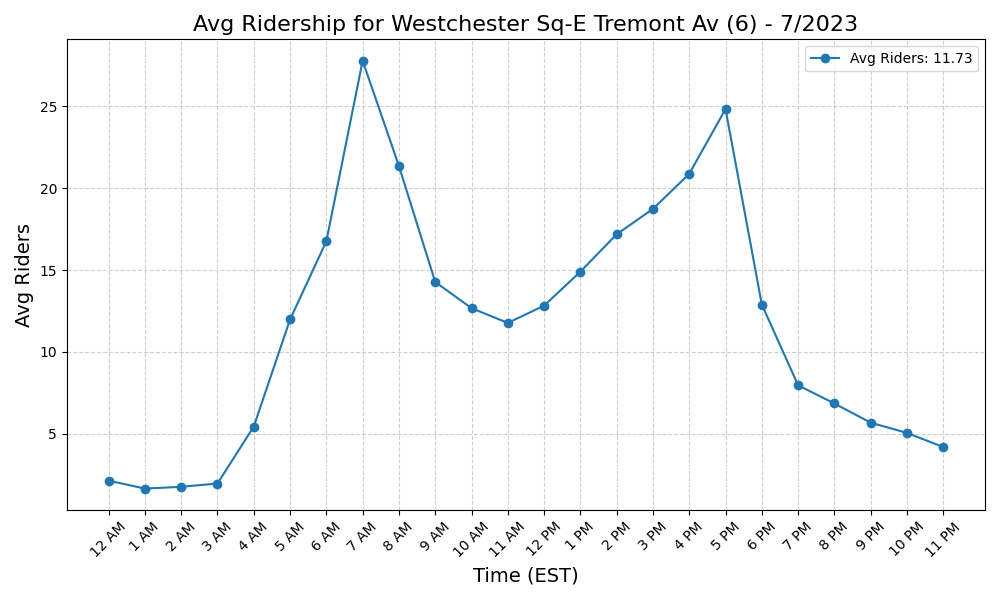 Avg Ridership for Westchester Sq-E Tremont Av (6) - 7/2023
Avg Riders: 11.73
Avg Riders
25
20
15
10
5
12 AM
1 AM
2 AM
3 AM
4 AM
5 AM
6 AM
7 AM
8 AM
9 AM
10 AM
11 AM
12 PM
1 PM
2 PM
3 PM
4 PM
5 PM
6 PM
7 PM
8 PM
9 PM
10 PM
11 PM
Time (EST)